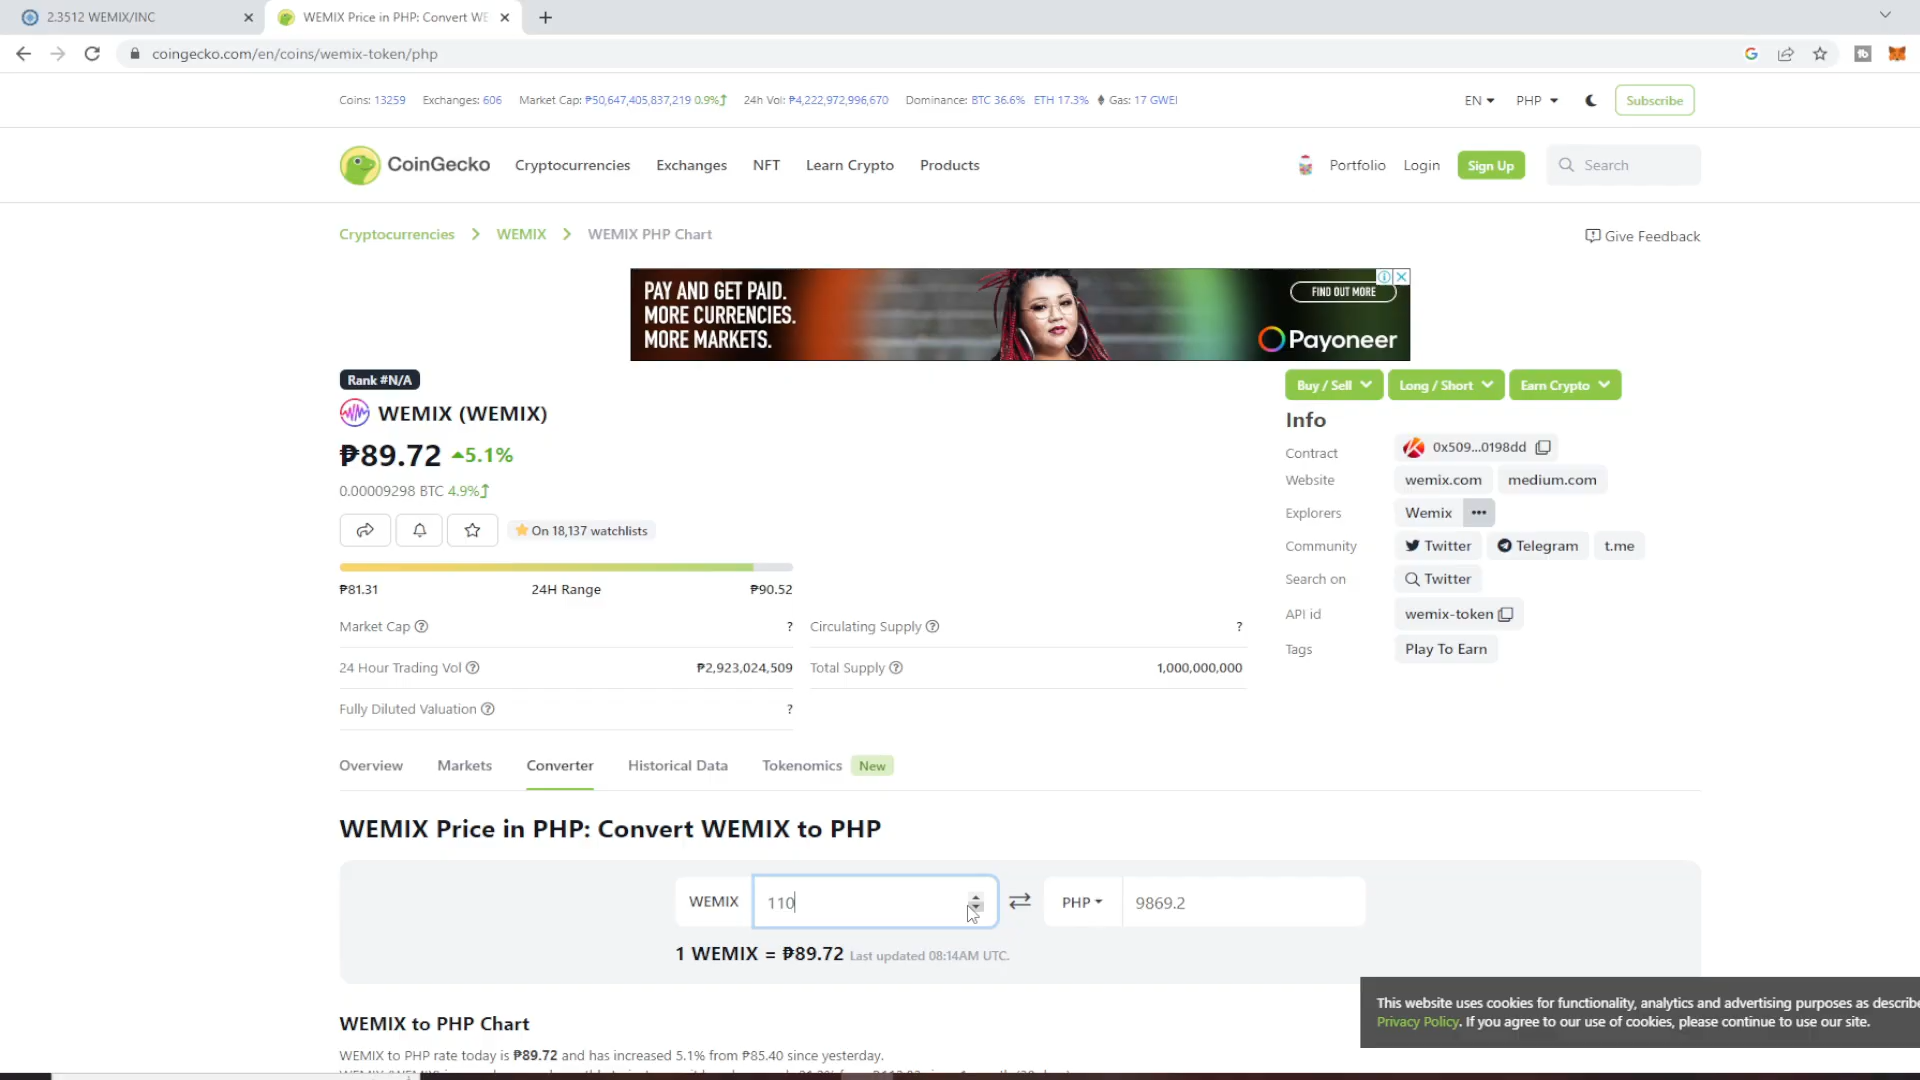 2.3512 WEMIX/INC
WEMIX Price in PHP: Convert WE
coingecko.com/en/coins/wemix-token/php
Coins: 13259 Exchanges: 606 Market Cap: ₱50,647,405,837,219 0.9% 24h Vol: ₱4,222,972,996,670 Dominance: BTC 36.6% ETH 17.3% Gas: 17 GWEI
EN PHP Subscribe
CoinGecko Cryptocurrencies Exchanges NFT Learn Crypto Products Portfolio Login Sign Up Search
Cryptocurrencies > WEMIX > WEMIX PHP Chart
Give Feedback
PAY AND GET PAID.
MORE CURRENCIES.
MORE MARKETS.
FIND OUT MORE
Payoneer
Rank #N/A
WEMIX (WEMIX)
₱89.72 5.1%
0.00009298 BTC 4.9%
On 18,137 watchlists
₱81.31 24H Range ₱90.52
Market Cap ?
Circulating Supply ?
24 Hour Trading Vol ₱2,923,024,509
Total Supply 1,000,000,000
Fully Diluted Valuation ?
Buy / Sell Long / Short Earn Crypto
Info
Contract 0x509...0198dd
Website wemix.com medium.com
Explorers Wemix •••
Community Twitter Telegram t.me
Search on Twitter
API id wemix-token
Tags Play To Earn
Overview Markets Converter Historical Data Tokenomics New
WEMIX Price in PHP: Convert WEMIX to PHP
WEMIX 110 PHP 9869.2
1 WEMIX = ₱89.72 Last updated 08:14AM UTC.
WEMIX to PHP Chart
WEMIX to PHP rate today is ₱89.72 and has increased 5.1% from ₱85.40 since yesterday.
This website uses cookies for functionality, analytics and advertising purposes as describe
Privacy Policy. If you agree to our use of cookies, please continue to use our site.